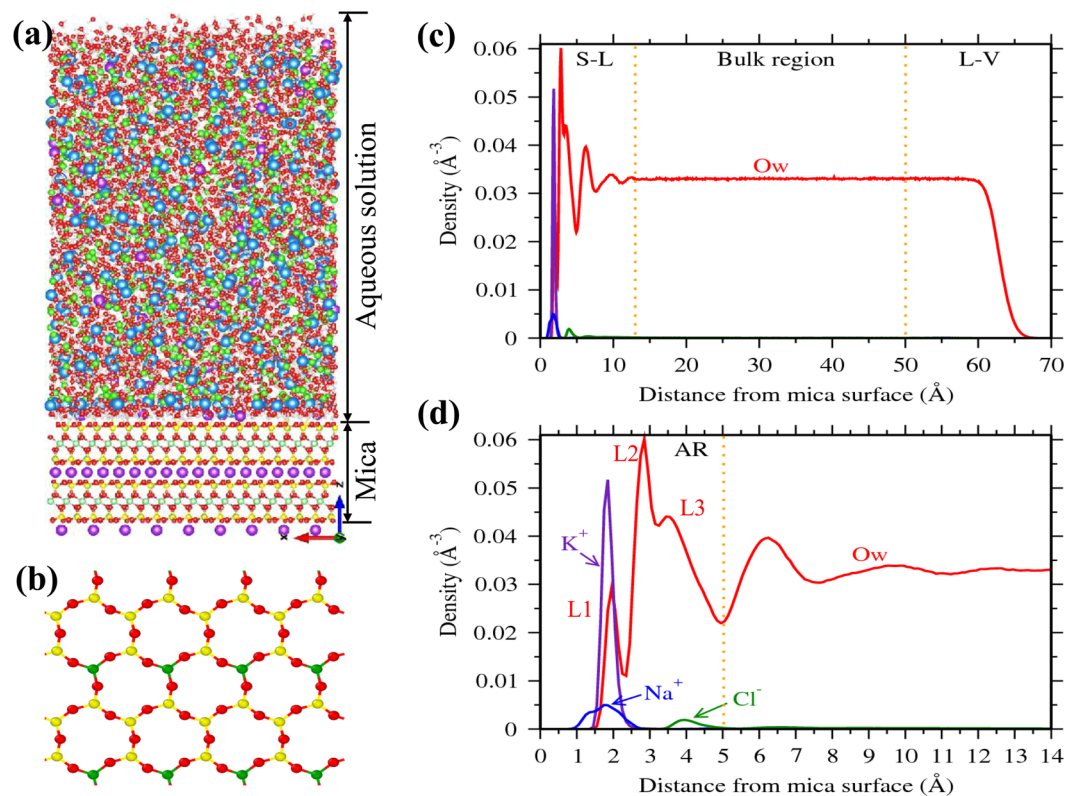 (a)
Aqueous solution
Mica
z
x
y
(b)
(c)
0.06
0.05
0.04
0.03
0.02
0.01
0
Density (Å⁻³)
S-L
Bulk region
L-V
Ow
0 10 20 30 40 50 60 70
Distance from mica surface (Å)
(d)
0.06
0.05
0.04
0.03
0.02
0.01
0
Density (Å⁻³)
L2
AR
L3
K⁺
Ow
L1
Na⁺
Cl⁻
0 1 2 3 4 5 6 7 8 9 10 11 12 13 14
Distance from mica surface (Å)